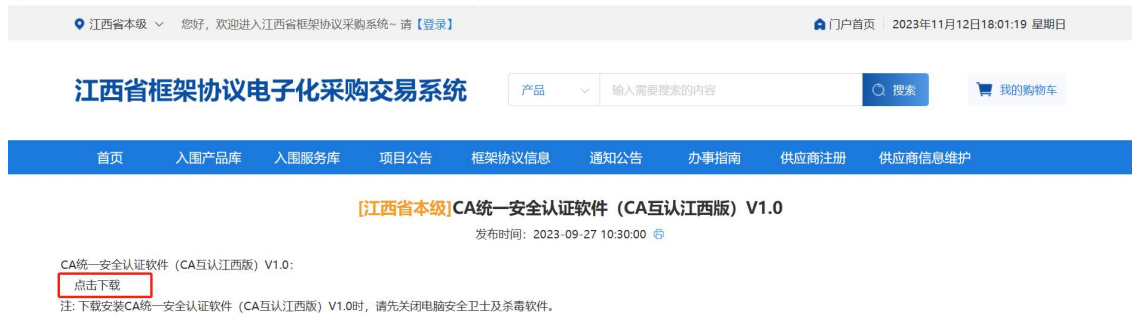 江西省本级 您好，欢迎进入江西省框架协议采购系统~ 请【登录】 门户首页 2023年11月12日18:01:19 星期日
江西省框架协议电子化采购交易系统 产品 输入需要搜索的内容 搜索 我的购物车
首页 入围产品库 入围服务库 项目公告 框架协议信息 通知公告 办事指南 供应商注册 供应商信息维护
[江西省本级]CA统一安全认证软件（CA互认江西版）V1.0
发布时间：2023-09-27 10:30:00
CA统一安全认证软件（CA互认江西版）V1.0：
点击下载
注: 下载安装CA统一安全认证软件（CA互认江西版）V1.0时，请先关闭电脑安全卫士及杀毒软件。